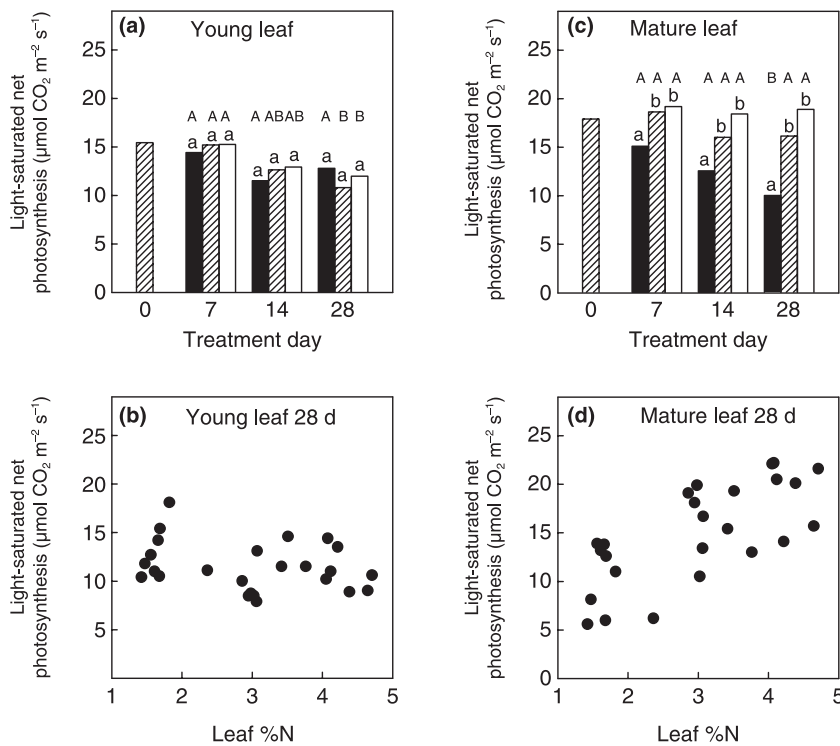 (a) Young leaf
Light-saturated net
photosynthesis (µmol CO₂ m⁻² s⁻¹)
25
20
15
10
5
0
A A A A AB AB A B B
a a a a a a a a a
0 7 14 28
Treatment day
(c) Mature leaf
Light-saturated net
photosynthesis (µmol CO₂ m⁻² s⁻¹)
25
20
15
10
5
0
A A A A A A B A A
a b b a b b a b b
0 7 14 28
Treatment day
(b) Young leaf 28 d
Light-saturated net
photosynthesis (µmol CO₂ m⁻² s⁻¹)
25
20
15
10
5
1 2 3 4 5
Leaf %N
(d) Mature leaf 28 d
Light-saturated net
photosynthesis (µmol CO₂ m⁻² s⁻¹)
25
20
15
10
5
0
1 2 3 4 5
Leaf %N